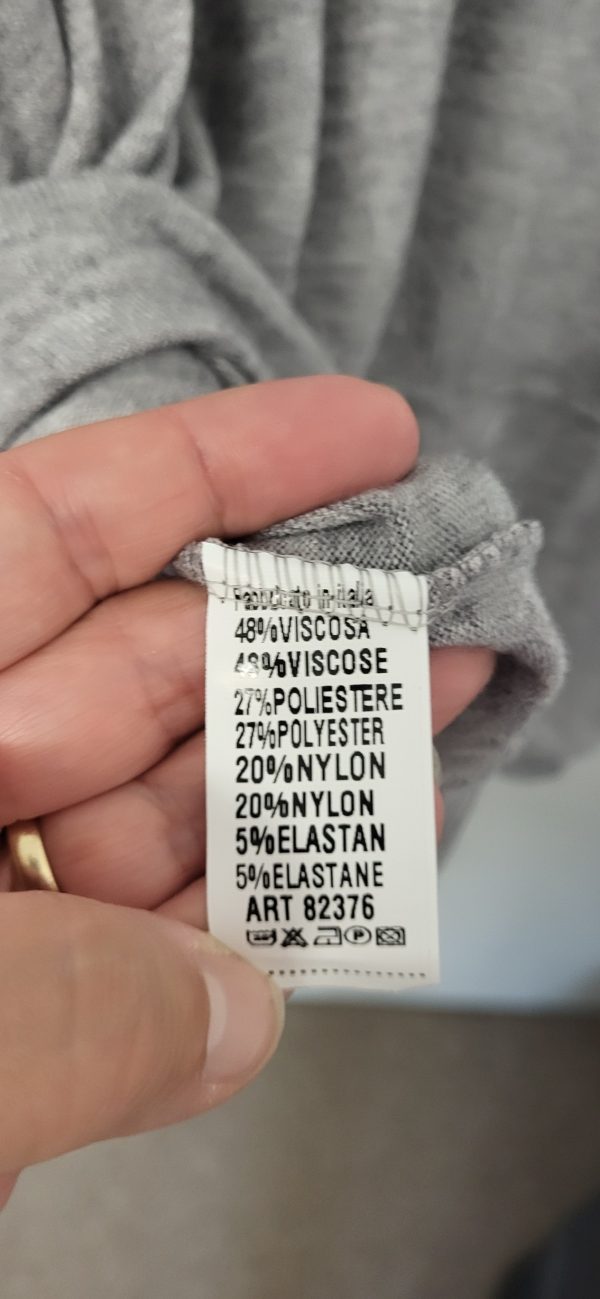 Fabbricato in italia
48%VISCOSA
48%VISCOSE
27%POLIESTERE
27%POLYESTER
20%NYLON
20%NYLON
5%ELASTAN
5%ELASTANE
ART 82376